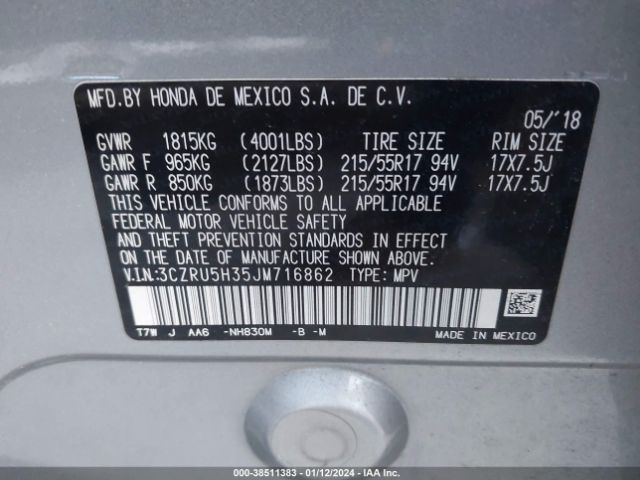 MFD.BY HONDA DE MEXICO S.A. DE C.V.
05/'18
GVWR 1815KG (4001LBS) TIRE SIZE RIM SIZE
GAWR F 965KG (2127LBS) 215/55R17 94V 17X7.5J
GAWR R 850KG (1873LBS) 215/55R17 94V 17X7.5J
THIS VEHICLE CONFORMS TO ALL APPLICABLE
FEDERAL MOTOR VEHICLE SAFETY
AND THEFT PREVENTION STANDARDS IN EFFECT
ON THE DATE OF MANUFACTURE SHOWN ABOVE.
V.I.N.:3CZRU5H35JM716862 TYPE: MPV
T7W J AA6 -NH830M -B -M
MADE IN MEXICO
000-38511383 - 01/12/2024 - IAA Inc.